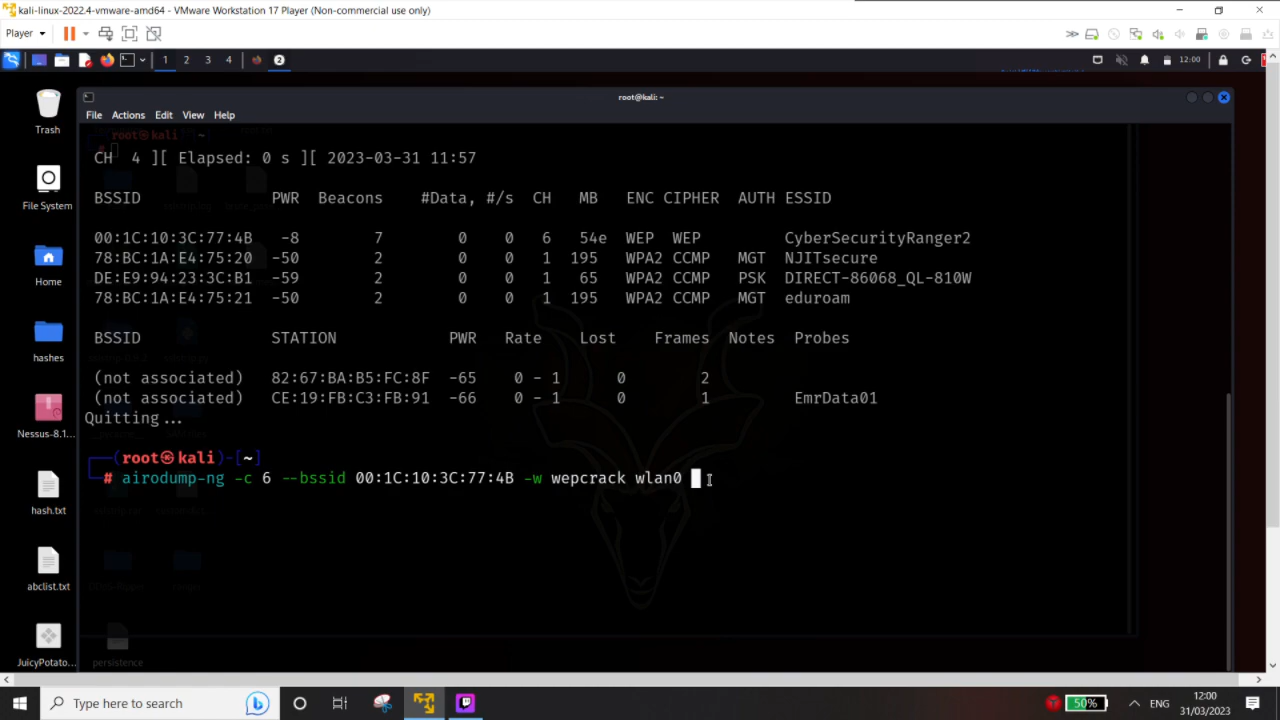 kali-linux-2022.4-vmware-amd64 - VMware Workstation 17 Player (Non-commercial use only)
Player
1 2 3 4 2 12:00
root@kali: ~
File Actions Edit View Help
CH 4 ][ Elapsed: 0 s ][ 2023-03-31 11:57
BSSID PWR Beacons #Data, #/s CH MB ENC CIPHER AUTH ESSID
00:1C:10:3C:77:4B -8 7 0 0 6 54e WEP WEP CyberSecurityRanger2
78:BC:1A:E4:75:20 -50 2 0 0 1 195 WPA2 CCMP MGT NJITsecure
DE:E9:94:23:3C:B1 -59 2 0 0 1 65 WPA2 CCMP PSK DIRECT-86068_QL-810W
78:BC:1A:E4:75:21 -50 2 0 0 1 195 WPA2 CCMP MGT eduroam
BSSID STATION PWR Rate Lost Frames Notes Probes
(not associated) 82:67:BA:B5:FC:8F -65 0 - 1 0 2
(not associated) CE:19:FB:C3:FB:91 -66 0 - 1 0 1 EmrData01
Quitting ...
(root㉿kali)-[~]
# airodump-ng -c 6 --bssid 00:1C:10:3C:77:4B -w wepcrack wlan0
Trash
File System
Home
hashes
Nessus-8.1...
hash.txt
abclist.txt
JuicyPotato...
persistence
Type here to search
50%
ENG
12:00
31/03/2023